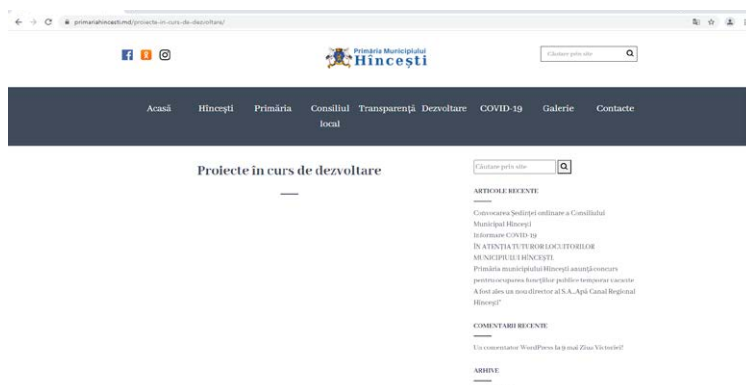 primariahincesti.md/proiecte-in-curs-de-dezvoltare/
Primăria Municipiului
Hîncești
Căutare prin site
Acasă Hîncești Primăria Consiliul local Transparență Dezvoltare COVID-19 Galerie Contacte
Proiecte în curs de dezvoltare
Căutare prin site
ARTICOLE RECENTE
Convocarea Ședinței ordinare a Consiliului
Municipal Hîncești
Informare COVID-19
ÎN ATENȚIA TUTUROR LOCUITORILOR
MUNICIPIULUI HÎNCEȘTI.
Primăria municipiului Hîncești anunță concurs
pentru ocuparea funcțiilor publice temporar vacante
A fost ales un nou director al S.A. „Apă Canal Regional
Hîncești”
COMENTARII RECENTE
Un comentator WordPress la 9 mai Ziua Victoriei!
ARHIVE